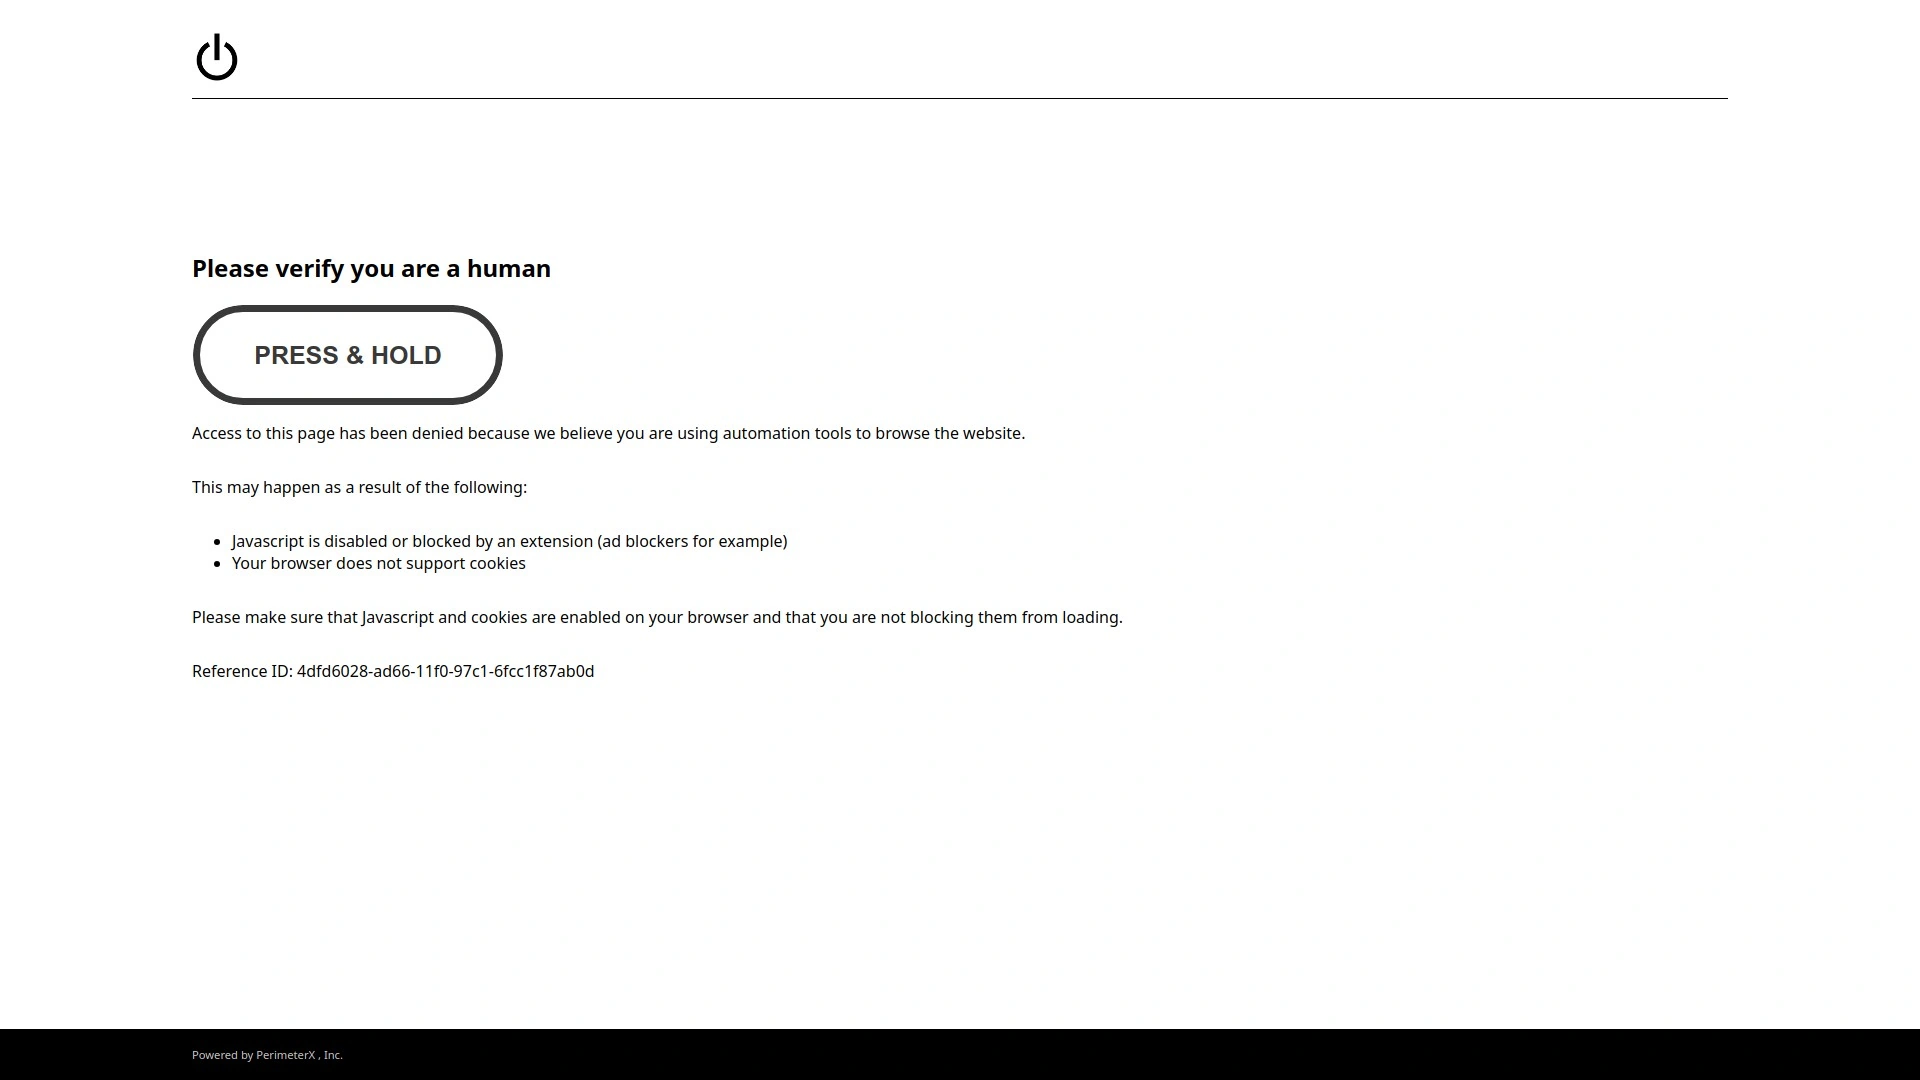 Please verify you are a human
PRESS & HOLD
Access to this page has been denied because we believe you are using automation tools to browse the website.
This may happen as a result of the following:
Javascript is disabled or blocked by an extension (ad blockers for example)
Your browser does not support cookies
Please make sure that Javascript and cookies are enabled on your browser and that you are not blocking them from loading.
Reference ID: 4dfd6028-ad66-11f0-97c1-6fcc1f87ab0d
Powered by PerimeterX , Inc.